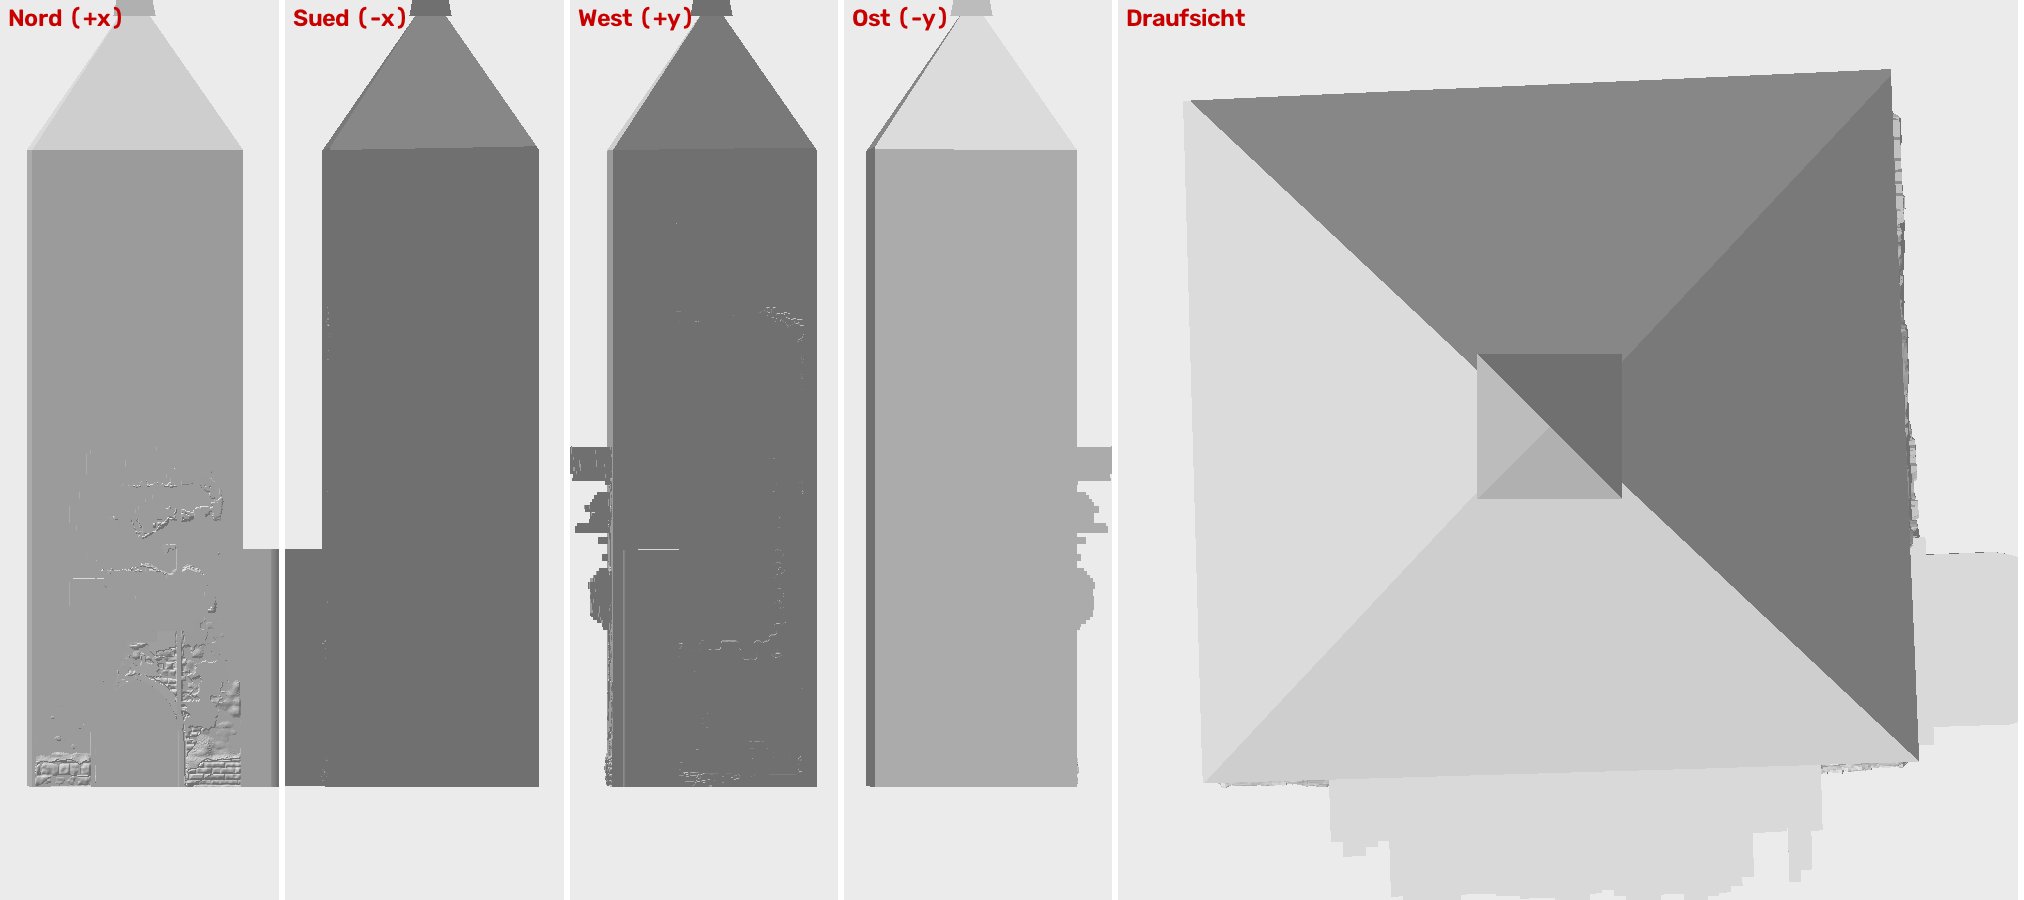 Nord (+x)
Sued (-x)
West (+y)
Ost (-y)
Draufsicht